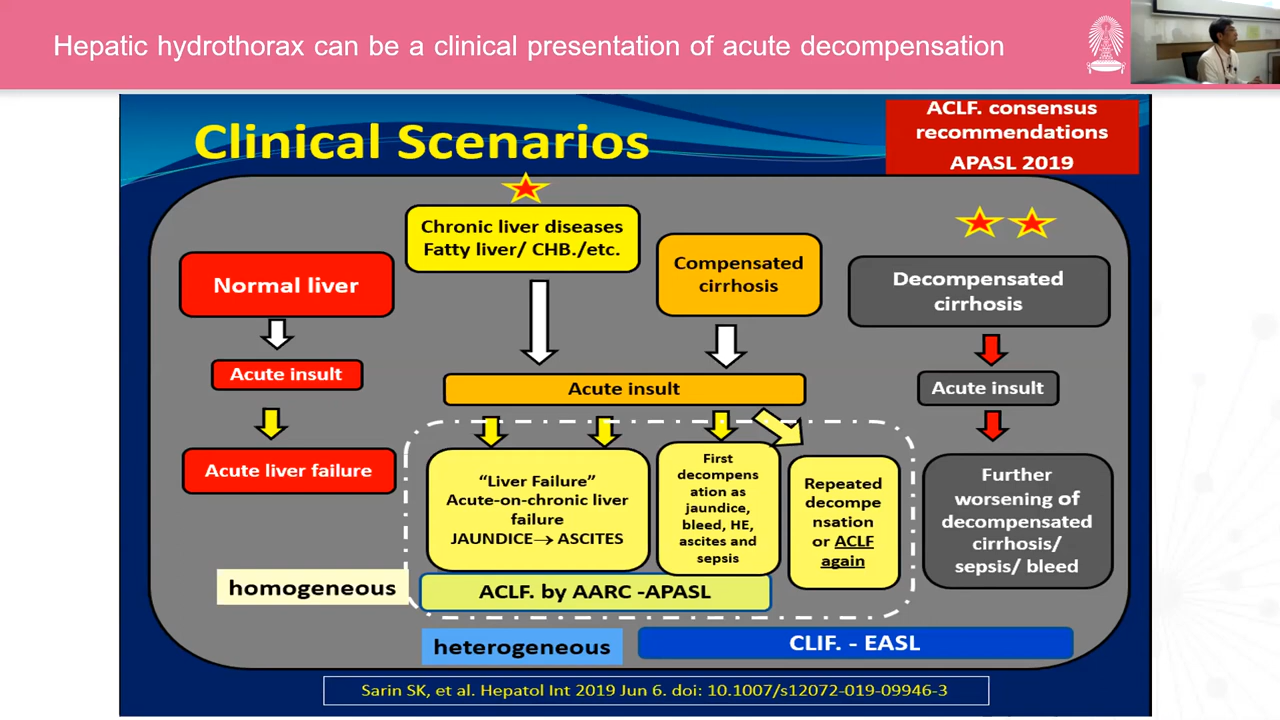 Hepatic hydrothorax can be a clinical presentation of acute decompensation
Clinical Scenarios
ACLF. consensus
recommendations
APASL 2019
Normal liver
Acute insult
Acute liver failure
Chronic liver diseases
Fatty liver/ CHB./etc.
Compensated
cirrhosis
Acute insult
“Liver Failure”
Acute-on-chronic liver
failure
JAUNDICE→ ASCITES
First
decompens
ation as
jaundice,
bleed, HE,
ascites and
sepsis
Repeated
decompe
nsation
or ACLF
again
Decompensated
cirrhosis
Acute insult
Further
worsening of
decompensated
cirrhosis/
sepsis/ bleed
homogeneous
ACLF. by AARC -APASL
heterogeneous
CLIF. - EASL
Sarin SK, et al. Hepatol Int 2019 Jun 6. doi: 10.1007/s12072-019-09946-3